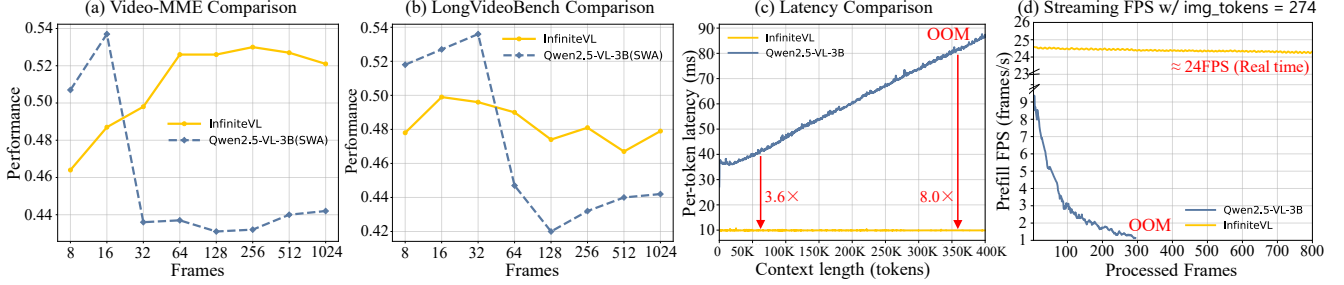 (a) Video-MME Comparison
0.54
0.52
0.50
0.48
0.46
0.44
Performance
InfiniteVL
Qwen2.5-VL-3B(SWA)
8 16 32 64 128 256 512 1024
Frames
(b) LongVideoBench Comparison
0.54
0.52
0.50
0.48
0.46
0.44
0.42
Performance
InfiniteVL
Qwen2.5-VL-3B(SWA)
8 16 32 64 128 256 512 1024
Frames
(c) Latency Comparison
90
80
70
60
50
40
30
20
10
0
Per-token latency (ms)
InfiniteVL
Qwen2.5-VL-3B
OOM
3.6×
8.0×
0 50K 100K 150K 200K 250K 300K 350K 400K
Context length (tokens)
(d) Streaming FPS w/ img_tokens = 274
26
25
24
23
22
9
8
7
6
5
4
3
2
1
Prefill FPS (frames/s)
≈ 24FPS (Real time)
OOM
Qwen2.5-VL-3B
InfiniteVL
100 200 300 400 500 600 700 800
Processed Frames